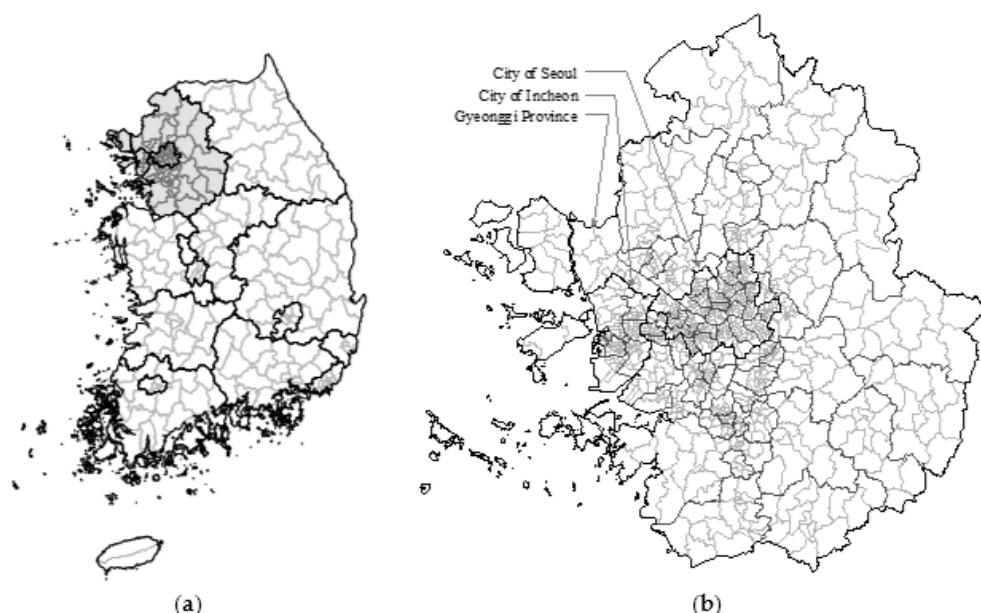 City of Seoul
City of Incheon
Gyeonggi Province
(a)
(b)